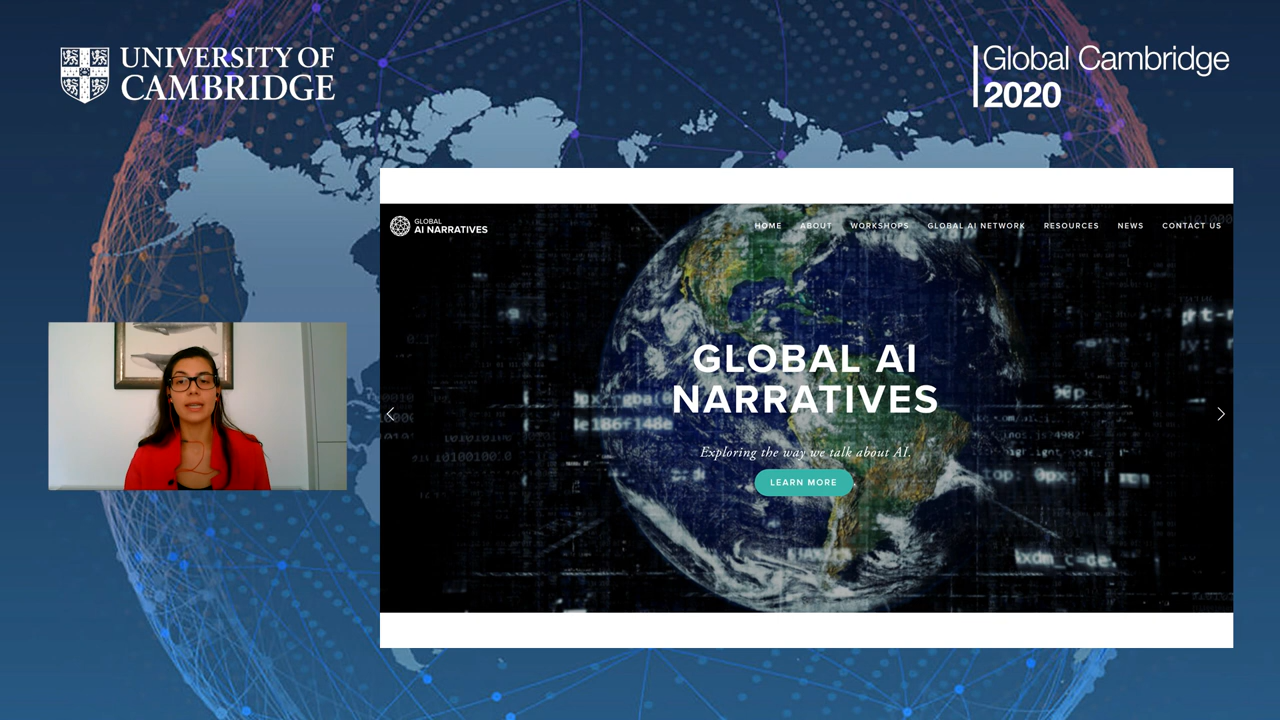 UNIVERSITY OF
CAMBRIDGE
Global Cambridge
2020
GLOBAL
AI NARRATIVES
HOME ABOUT WORKSHOPS GLOBAL AI NETWORK RESOURCES NEWS CONTACT US
GLOBAL AI
NARRATIVES
Exploring the way we talk about AI.
LEARN MORE